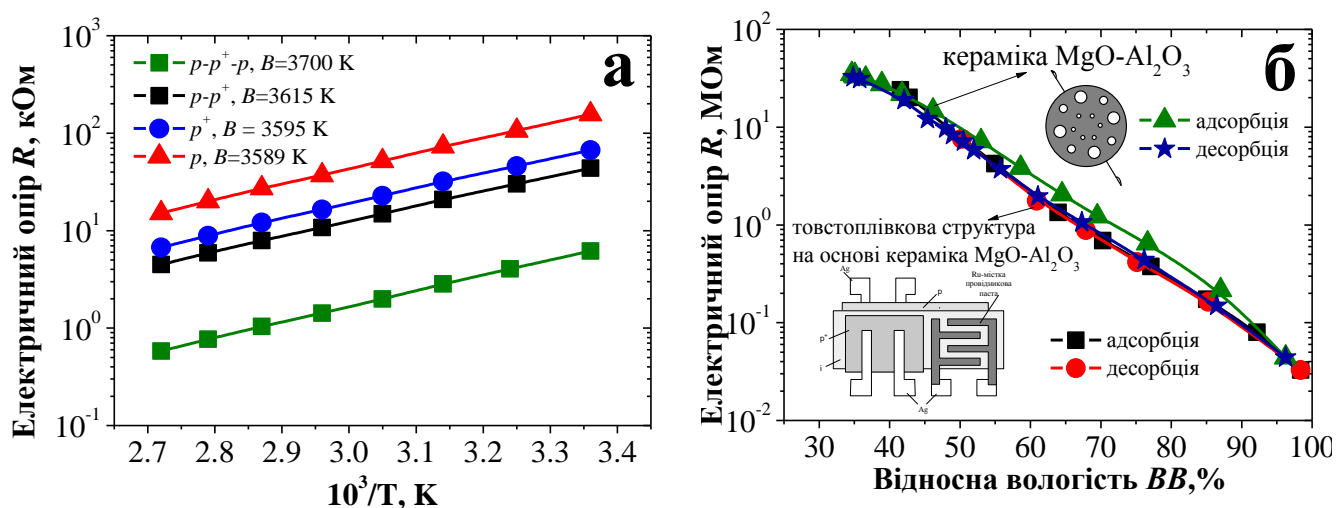 а
Електричний опір R, кОм
10³
10²
10¹
10⁰
10⁻¹
p-p⁺-p, B=3700 K
p-p⁺, B=3615 K
p⁺, B = 3595 K
p, B=3589 K
2.7 2.8 2.9 3.0 3.1 3.2 3.3 3.4
10³/T, K
б
Електричний опір R, МОм
10²
10¹
10⁰
10⁻¹
10⁻²
кераміка MgO-Al₂O₃
адсорбція
десорбція
товстоплівкова структура
на основі кераміка MgO-Al₂O₃
Ag
Ru-містка
провідникова
паста
p
p⁺
i
Ag
адсорбція
десорбція
30 40 50 60 70 80 90 100
Відносна вологість ВВ,%